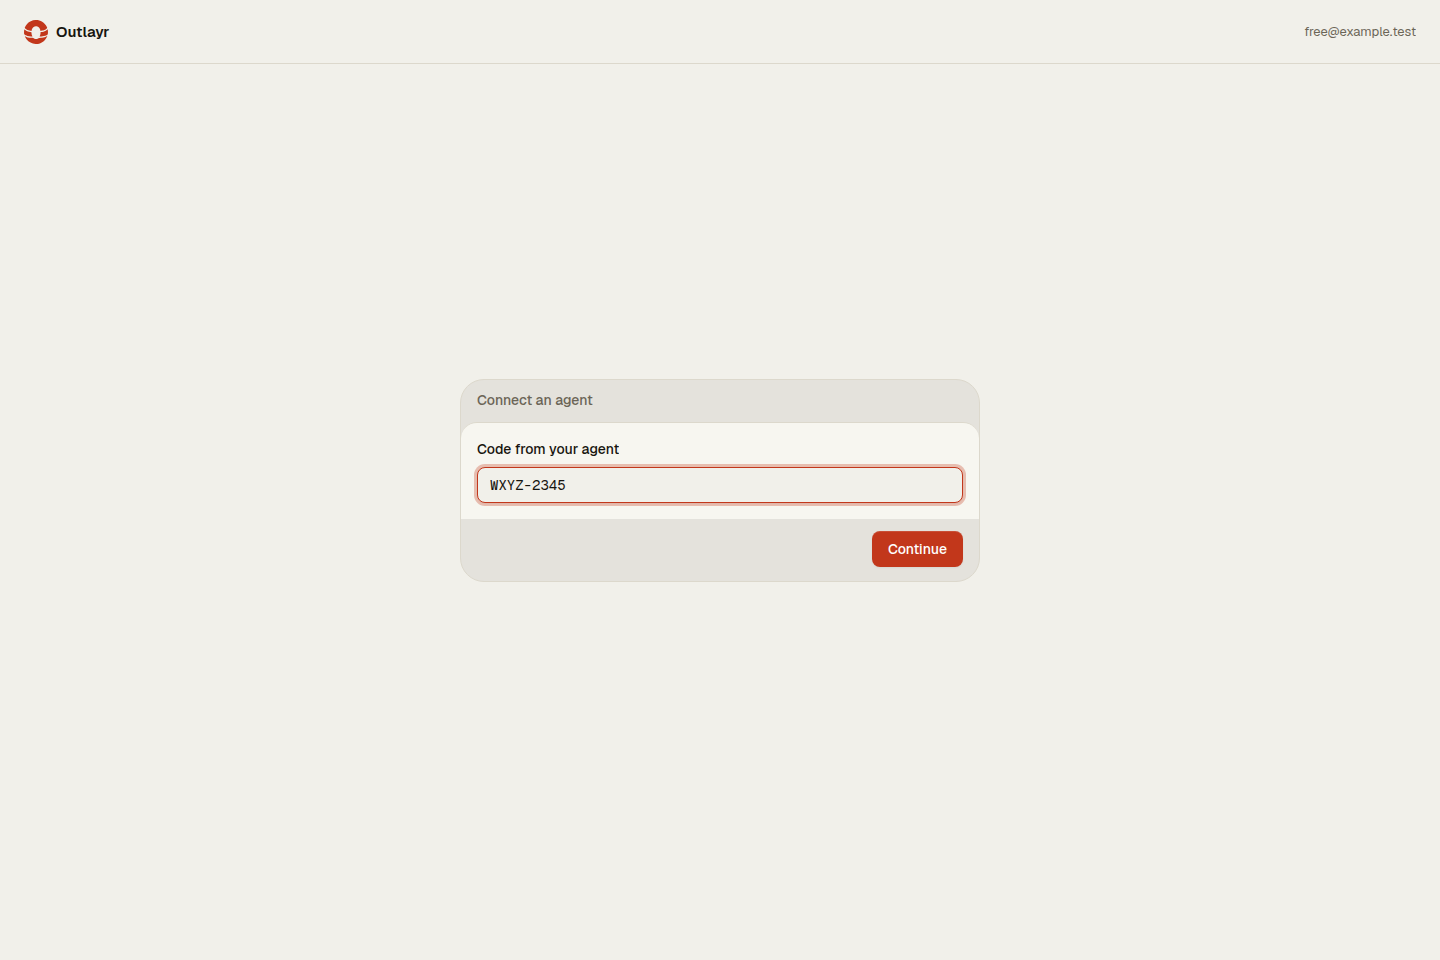 Outlayr
free@example.test
Connect an agent
Code from your agent
WXYZ-2345
Continue